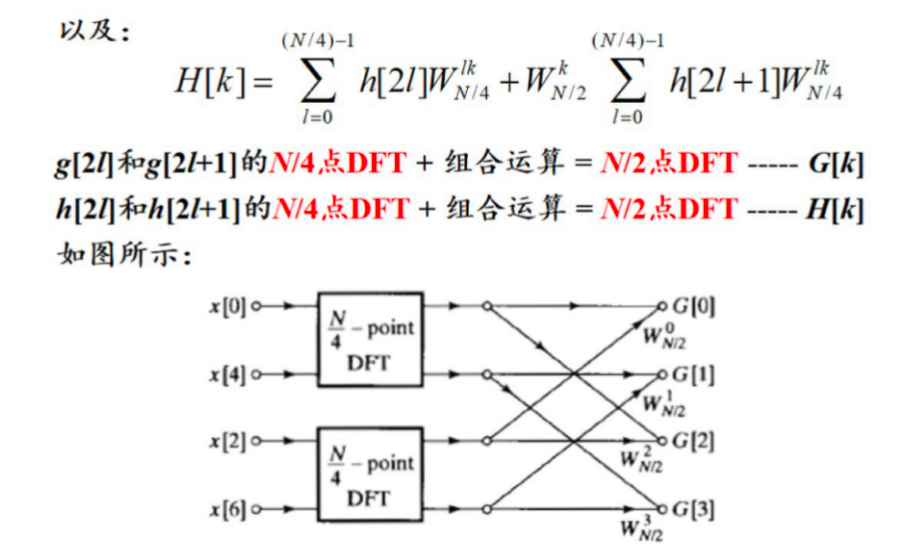 以及：
H[k] = \sum_{l=0}^{(N/4)-1} h[2l]W_{N/4}^{lk} + W_{N/2}^{k} \sum_{l=0}^{(N/4)-1} h[2l+1]W_{N/4}^{lk}
g[2l]和g[2l+1]的N/4点DFT + 组合运算 = N/2点DFT ----- G[k]
h[2l]和h[2l+1]的N/4点DFT + 组合运算 = N/2点DFT ----- H[k]
如图所示：
x[0] G[0]
N/4 - point DFT
W_{N/2}^{0}
x[4] G[1]
W_{N/2}^{1}
x[2] G[2]
N/4 - point DFT
W_{N/2}^{2}
x[6] G[3]
W_{N/2}^{3}